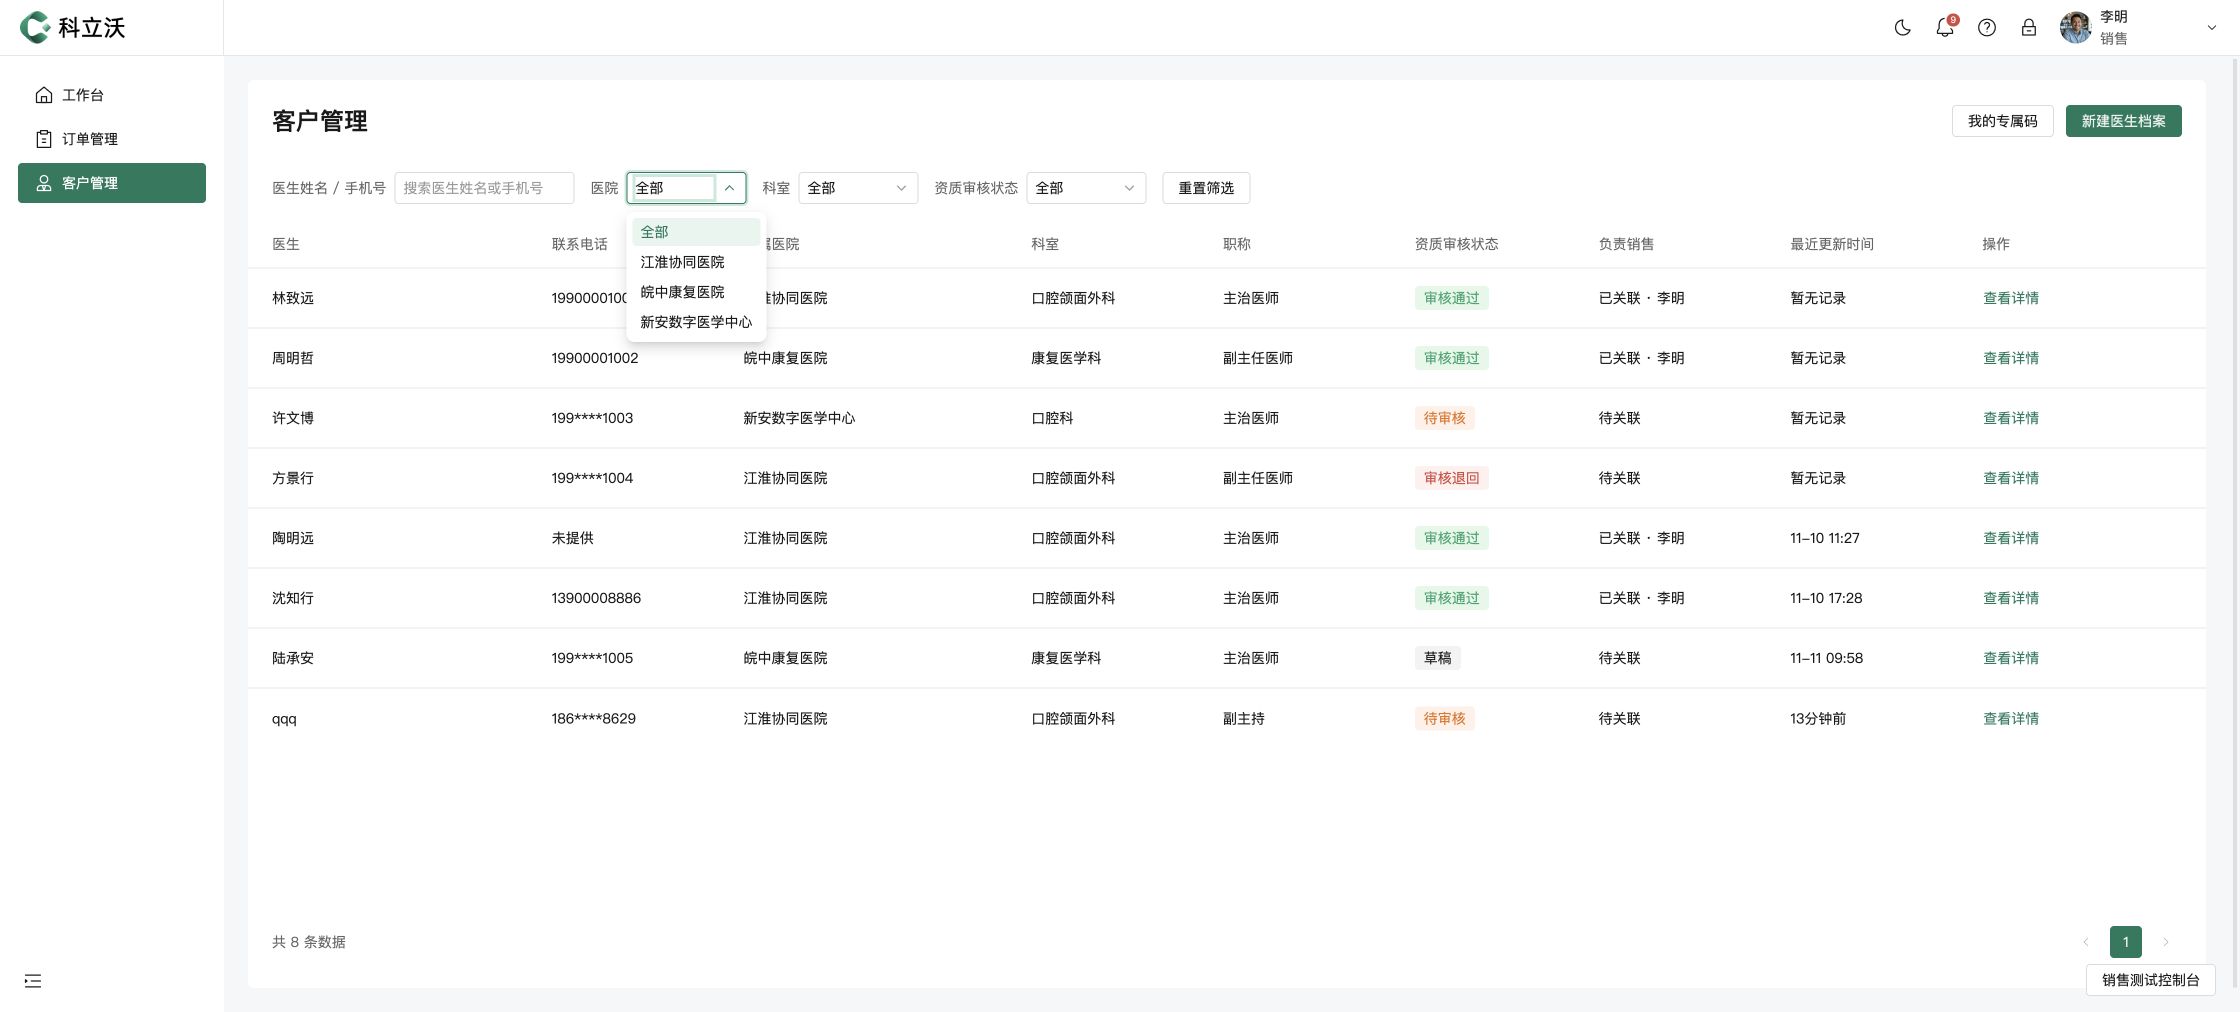 科立沃
9
李明
销售
工作台
订单管理
客户管理
客户管理
我的专属码
新建医生档案
医生姓名 / 手机号
搜索医生姓名或手机号
医院
全部
科室
全部
资质审核状态
全部
重置筛选
全部
江淮协同医院
皖中康复医院
新安数字医学中心
医生 联系电话 医院 科室 职称 资质审核状态 负责销售 最近更新时间 操作
林致远 1990000100 协同医院 口腔颌面外科 主治医师 审核通过 已关联 · 李明 暂无记录 查看详情
周明哲 19900001002 皖中康复医院 康复医学科 副主任医师 审核通过 已关联 · 李明 暂无记录 查看详情
许文博 199****1003 新安数字医学中心 口腔科 主治医师 待审核 待关联 暂无记录 查看详情
方景行 199****1004 江淮协同医院 口腔颌面外科 副主任医师 审核退回 待关联 暂无记录 查看详情
陶明远 未提供 江淮协同医院 口腔颌面外科 主治医师 审核通过 已关联 · 李明 11-10 11:27 查看详情
沈知行 13900008886 江淮协同医院 口腔颌面外科 主治医师 审核通过 已关联 · 李明 11-10 17:28 查看详情
陆承安 199****1005 皖中康复医院 康复医学科 主治医师 草稿 待关联 11-11 09:58 查看详情
qqq 186****8629 江淮协同医院 口腔颌面外科 副主持 待审核 待关联 13分钟前 查看详情
共 8 条数据
1
销售测试控制台